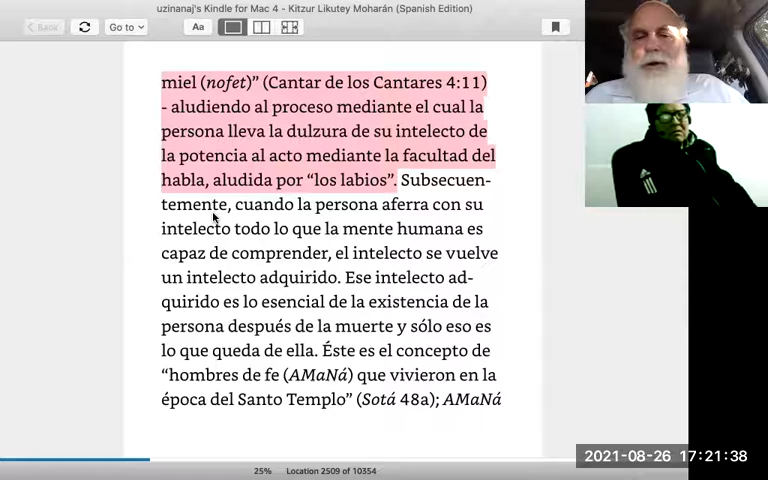 uzinanaj's Kindle for Mac 4 - Kitzur Likutey Moharán (Spanish Edition)
Back Go to Aa
miel (nofet)” (Cantar de los Cantares 4:11)
- aludiendo al proceso mediante el cual la
persona lleva la dulzura de su intelecto de
la potencia al acto mediante la facultad del
habla, aludida por “los labios”. Subsecuen-
temente, cuando la persona aferra con su
intelecto todo lo que la mente humana es
capaz de comprender, el intelecto se vuelve
un intelecto adquirido. Ese intelecto ad-
quirido es lo esencial de la existencia de la
persona después de la muerte y sólo eso es
lo que queda de ella. Éste es el concepto de
“hombres de fe (AMaNá) que vivieron en la
época del Santo Templo” (Sotá 48a); AMaNá
25% Location 2509 of 10354
2021-08-26 17:21:38